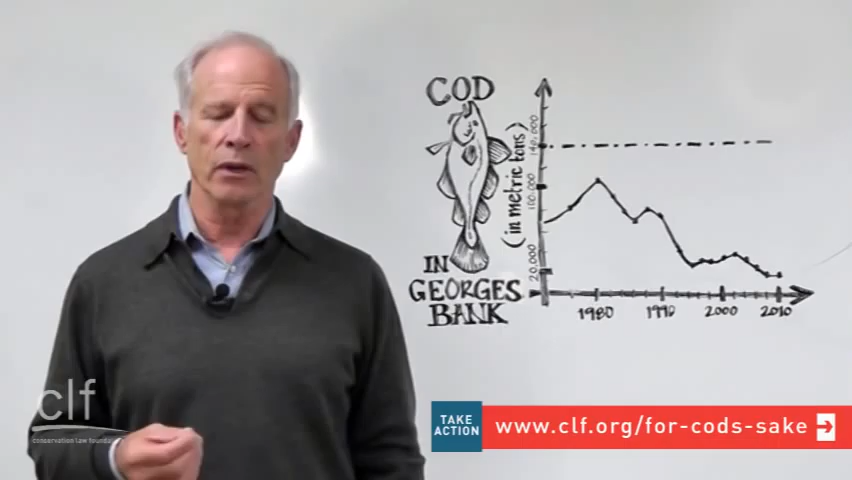 COD
IN
GEORGES
BANK
(in metric tons)
140,000
100,000
20,000
1980
1990
2000
2010
clf
conservation law founda
TAKE
ACTION
www.clf.org/for-cods-sake